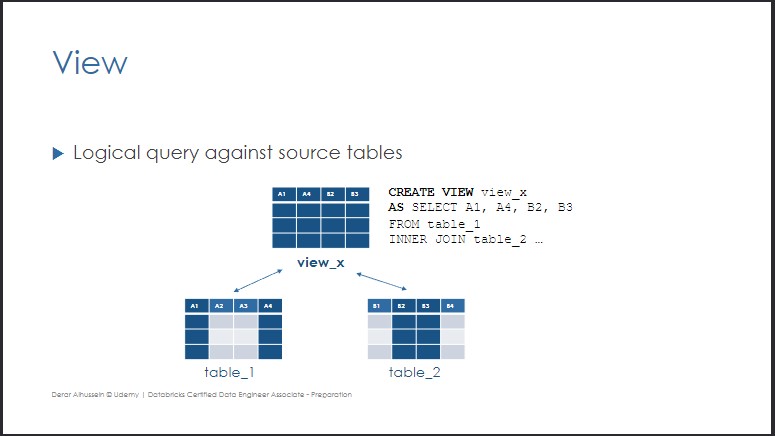 View
Logical query against source tables
A1 A4 B2 B3
CREATE VIEW view_x
AS SELECT A1, A4, B2, B3
FROM table_1
INNER JOIN table_2 …
view_x
A1 A2 A3 A4
B1 B2 B3 B4
table_1
table_2
Derar Alhussein © Udemy | Databricks Certified Data Engineer Associate - Preparation